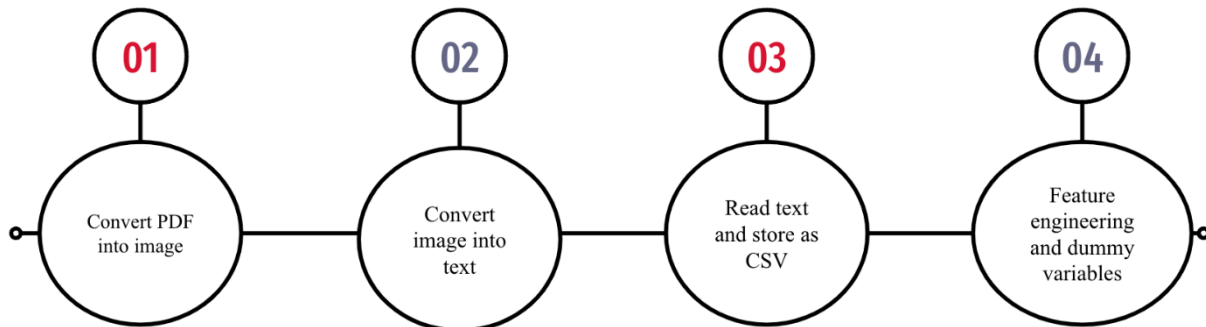 01
02
03
04
Convert PDF
into image
Convert
image into
text
Read text
and store as
CSV
Feature
engineering
and dummy
variables